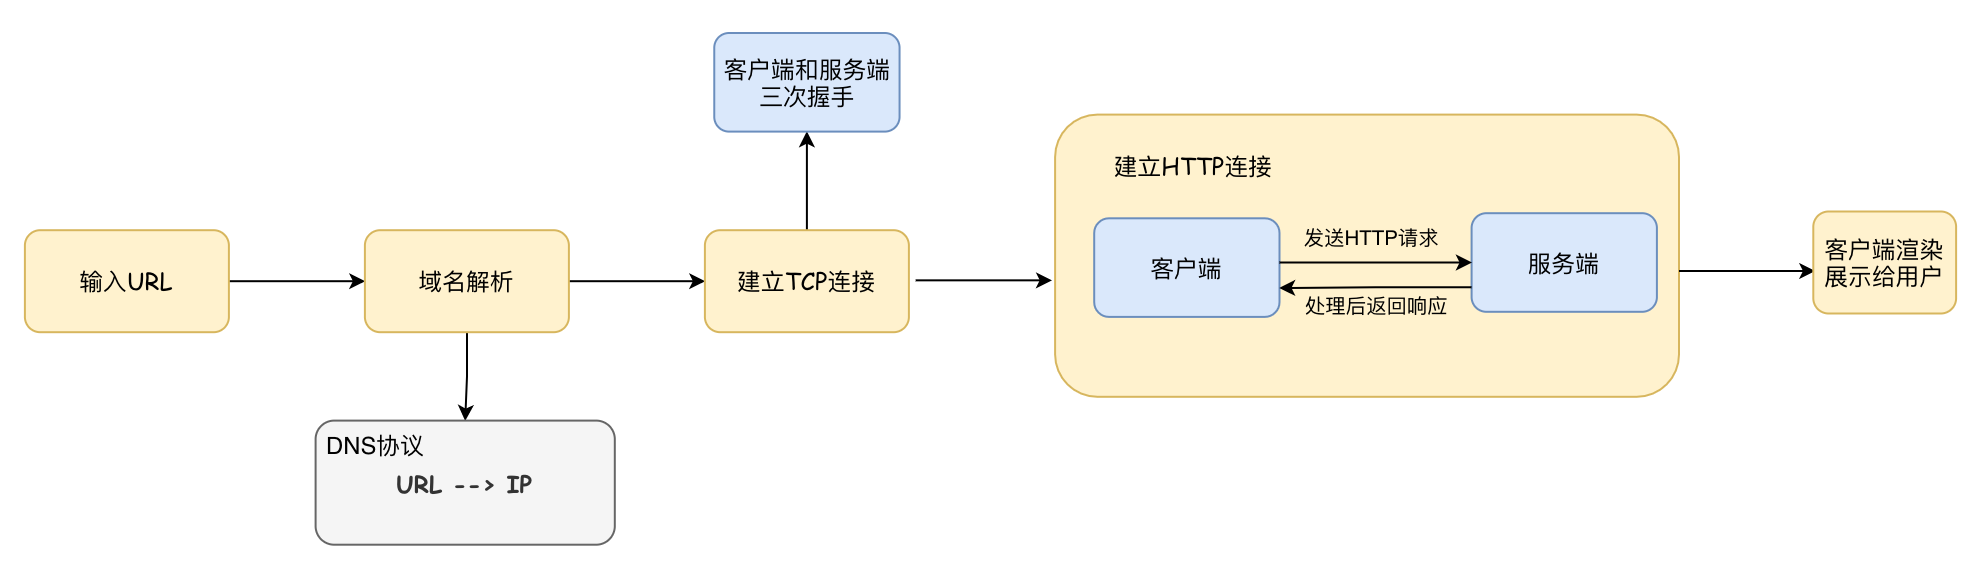 客户端和服务端
三次握手
建立HTTP连接
输入URL
域名解析
建立TCP连接
客户端
发送HTTP请求
处理后返回响应
服务端
客户端渲染
展示给用户
DNS协议
URL --> IP